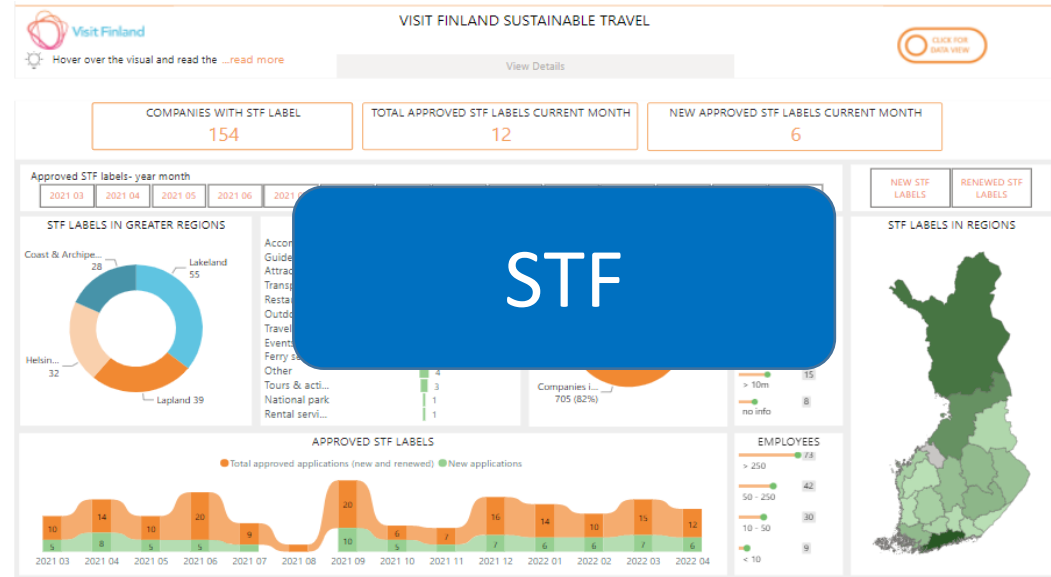 Visit Finland
VISIT FINLAND SUSTAINABLE TRAVEL
CLICK FOR
DATA VIEW
Hover over the visual and read the ...read more
View Details
COMPANIES WITH STF LABEL
154
TOTAL APPROVED STF LABELS CURRENT MONTH
12
NEW APPROVED STF LABELS CURRENT MONTH
6
Approved STF labels- year month
2021 03
2021 04
2021 05
2021 06
NEW STF
LABELS
RENEWED STF
LABELS
STF LABELS IN GREATER REGIONS
Coast & Archipe...
28
Lakeland
55
Helsin...
32
Lapland 39
STF
Other
4
Tours & acti...
3
National park
1
Rental servi...
1
Companies i...
705 (82%)
15
> 10m
8
no info
STF LABELS IN REGIONS
APPROVED STF LABELS
Total approved applications (new and renewed)
New applications
10
14
10
20
9
20
6
7
16
14
10
15
12
5
8
5
5
10
5
7
6
6
7
6
2021 03
2021 04
2021 05
2021 06
2021 07
2021 08
2021 09
2021 10
2021 11
2021 12
2022 01
2022 02
2022 03
2022 04
EMPLOYEES
73
> 250
42
50 - 250
30
10 - 50
9
< 10